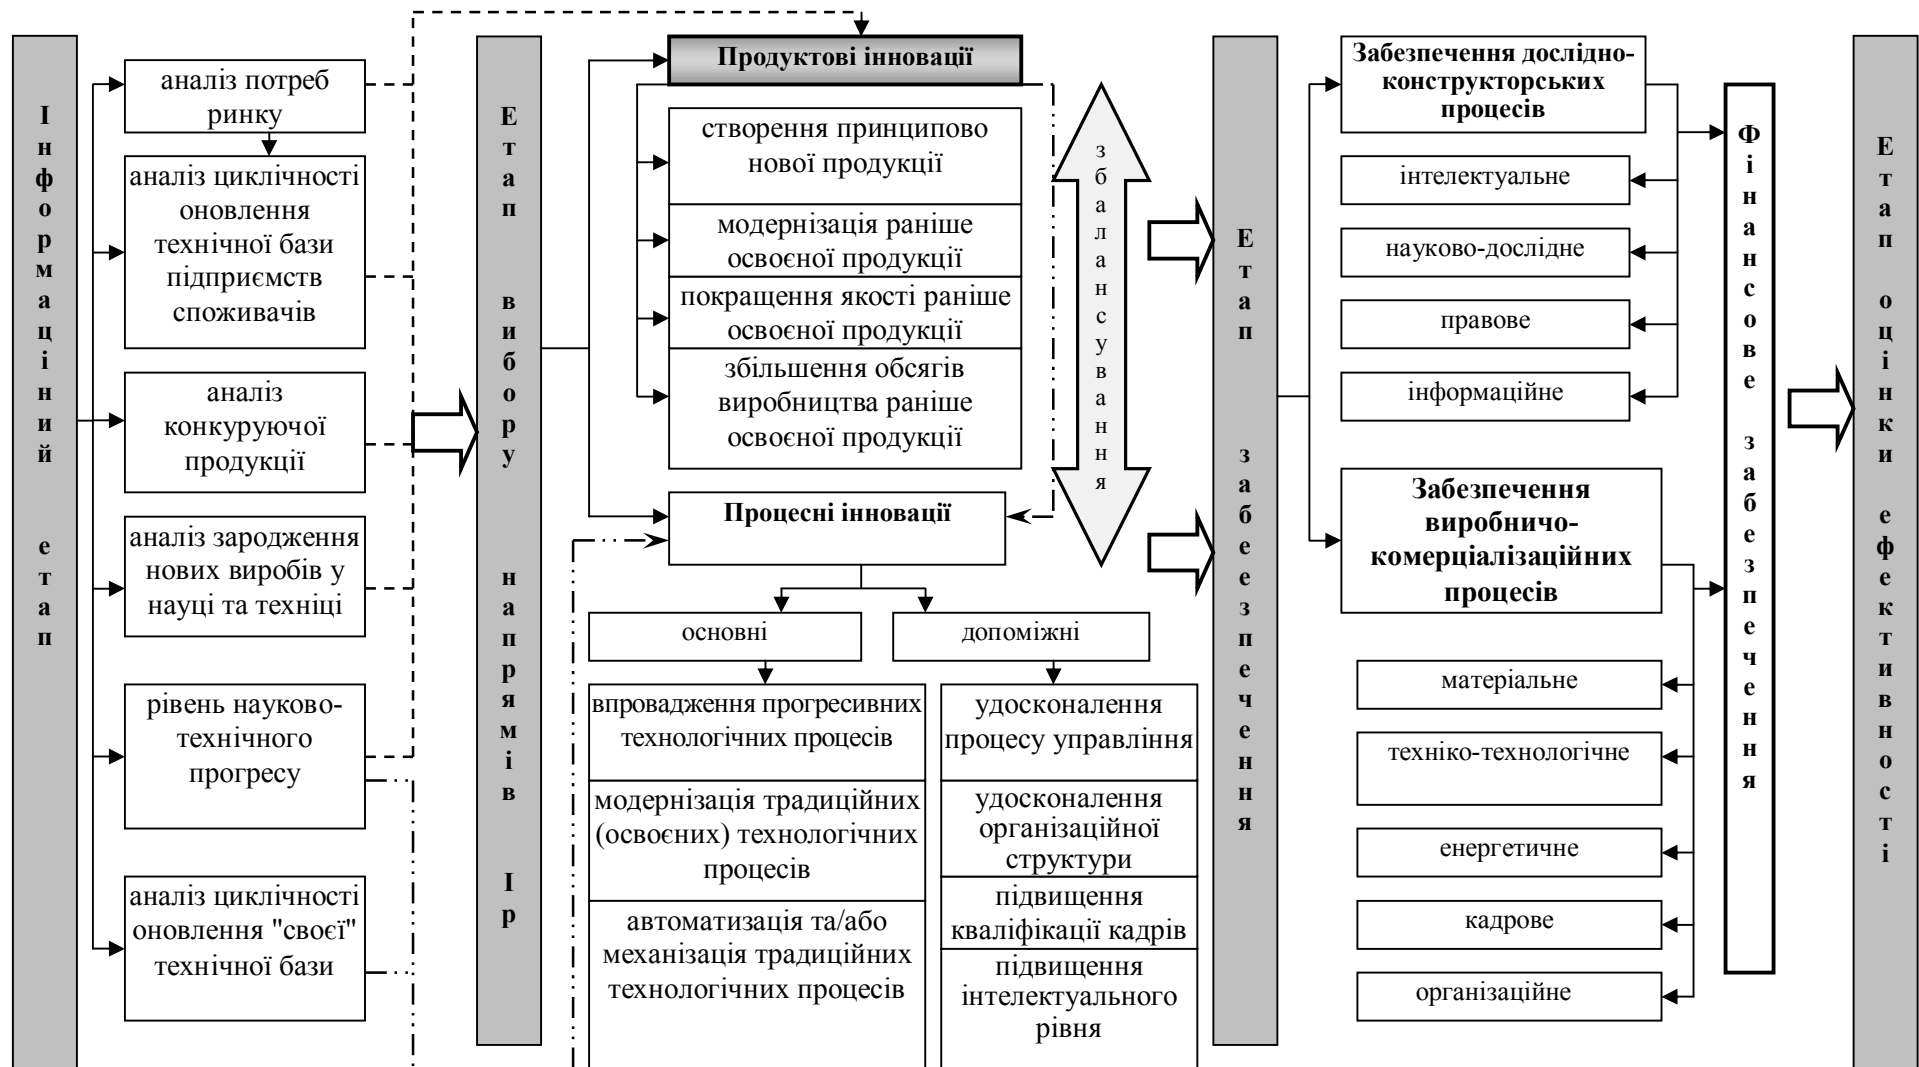 Інформаціний етап
аналіз потреб
ринку
аналіз циклічності
оновлення
технічної бази
підприємств
споживачів
аналіз
конкуруючої
продукції
аналіз зародження
нових виробів у
науці та техніці
рівень науково-
технічного
прогресу
аналіз циклічності
оновлення "своєї"
технічної бази
Етап вибору напрямів ІР
Продуктові інновації
створення принципово
нової продукції
модернізація раніше
освоєної продукції
покращення якості раніше
освоєної продукції
збільшення обсягів
виробництва раніше
освоєної продукції
Процесні інновації
основні
допоміжні
впровадження прогресивних
технологічних процесів
модернізація традиційних
(освоєних) технологічних
процесів
автоматизація та/або
механізація традиційних
технологічних процесів
удосконалення
процесу управління
удосконалення
організаційної
структури
підвищення
кваліфікації кадрів
підвищення
інтелектуального
рівня
збалансування
Етап забезпечення
Забезпечення дослідно-
конструкторських
процесів
інтелектуальне
науково-дослідне
правове
інформаційне
Забезпечення
виробничо-
комерціалізаційних
процесів
матеріальне
техніко-технологічне
енергетичне
кадрове
організаційне
Фінансове забезпечення
Етап оцінки ефективності